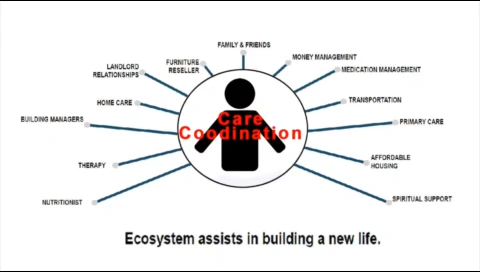 FAMILY & FRIENDS
MONEY MANAGEMENT
FURNITURE
RESELLER
LANDLORD
RELATIONSHIPS
MEDICATION MANAGEMENT
HOME CARE
TRANSPORTATION
BUILDING MANAGERS
PRIMARY CARE
Care
Coodination
THERAPY
AFFORDABLE
HOUSING
NUTRITIONIST
SPIRITUAL SUPPORT
Ecosystem assists in building a new life.